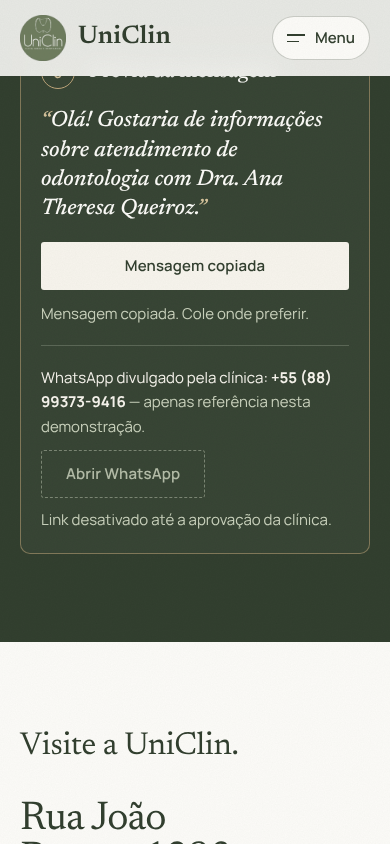 UniClin
UniClin
Menu
“Olá! Gostaria de informações
sobre atendimento de
odontologia com Dra. Ana
Theresa Queiroz.”
Mensagem copiada
Mensagem copiada. Cole onde preferir.
WhatsApp divulgado pela clínica: +55 (88)
99373-9416 — apenas referência nesta
demonstração.
Abrir WhatsApp
Link desativado até a aprovação da clínica.
Visite a UniClin.
Rua João